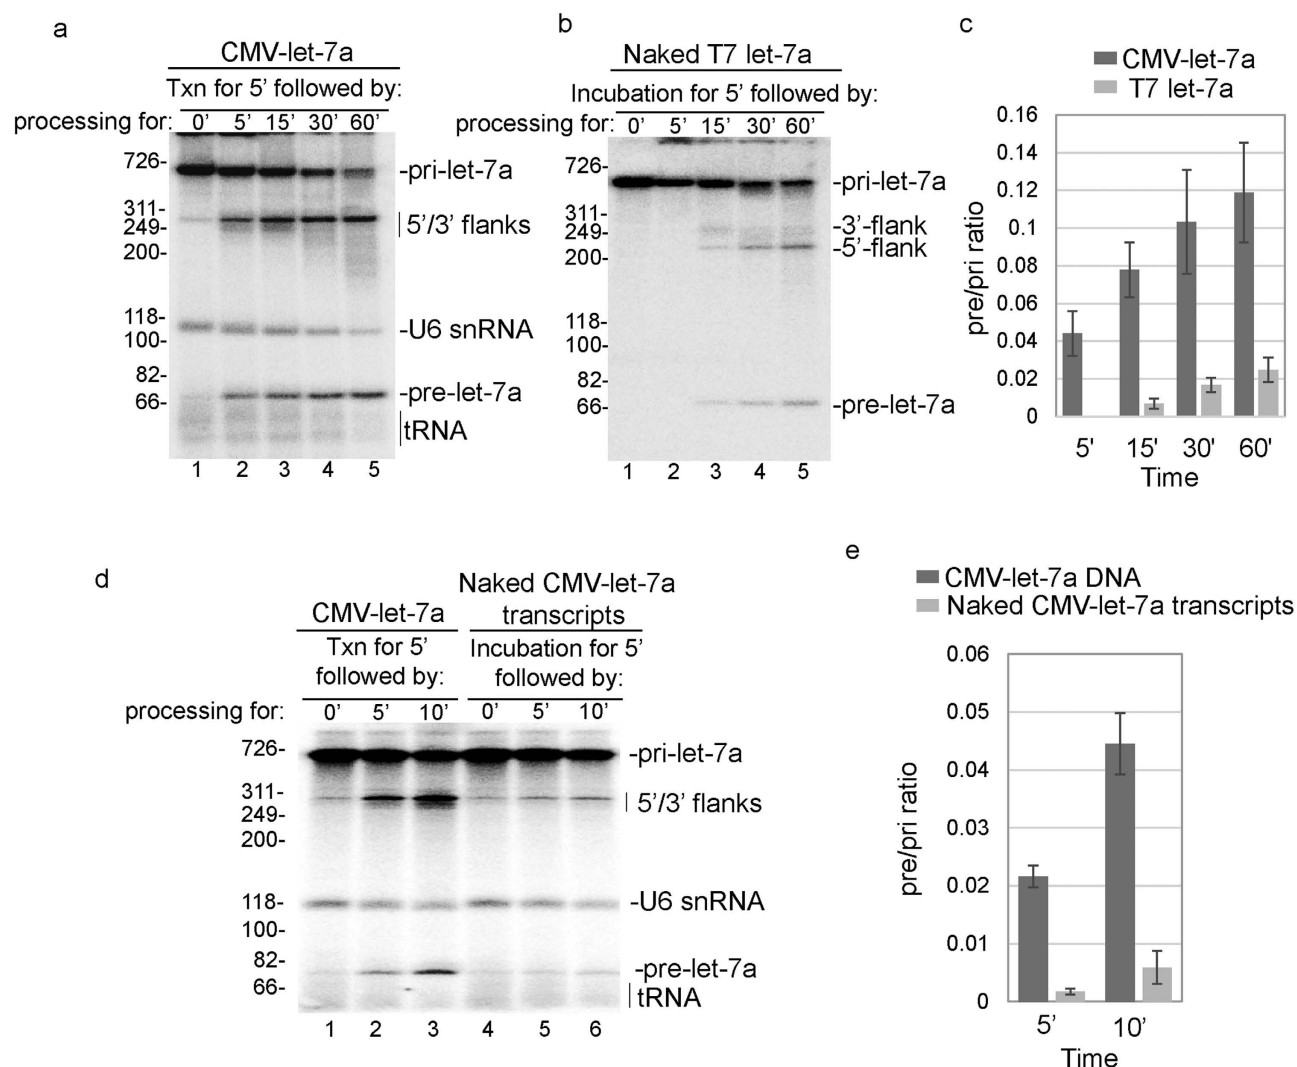 a
CMV-let-7a
Txn for 5' followed by:
processing for: 0' 5' 15' 30' 60'
726-
311-
249-
200-
118-
100-
82-
66-
-pri-let-7a
5'/3' flanks
-U6 snRNA
-pre-let-7a
tRNA
1 2 3 4 5
b
Naked T7 let-7a
Incubation for 5' followed by:
processing for: 0' 5' 15' 30' 60'
726-
311-
249-
200-
118-
100-
82-
66-
-pri-let-7a
-3'-flank
-5'-flank
-pre-let-7a
1 2 3 4 5
c
CMV-let-7a
T7 let-7a
pre/pri ratio
0.16
0.14
0.12
0.1
0.08
0.06
0.04
0.02
0
5' 15' 30' 60'
Time
d
CMV-let-7a
Txn for 5'
followed by:
Naked CMV-let-7a
transcripts
Incubation for 5'
followed by:
processing for: 0' 5' 10' 0' 5' 10'
726-
311-
249-
200-
118-
100-
82-
66-
-pri-let-7a
5'/3' flanks
-U6 snRNA
-pre-let-7a
tRNA
1 2 3 4 5 6
e
CMV-let-7a DNA
Naked CMV-let-7a transcripts
pre/pri ratio
0.06
0.05
0.04
0.03
0.02
0.01
0
5' 10'
Time